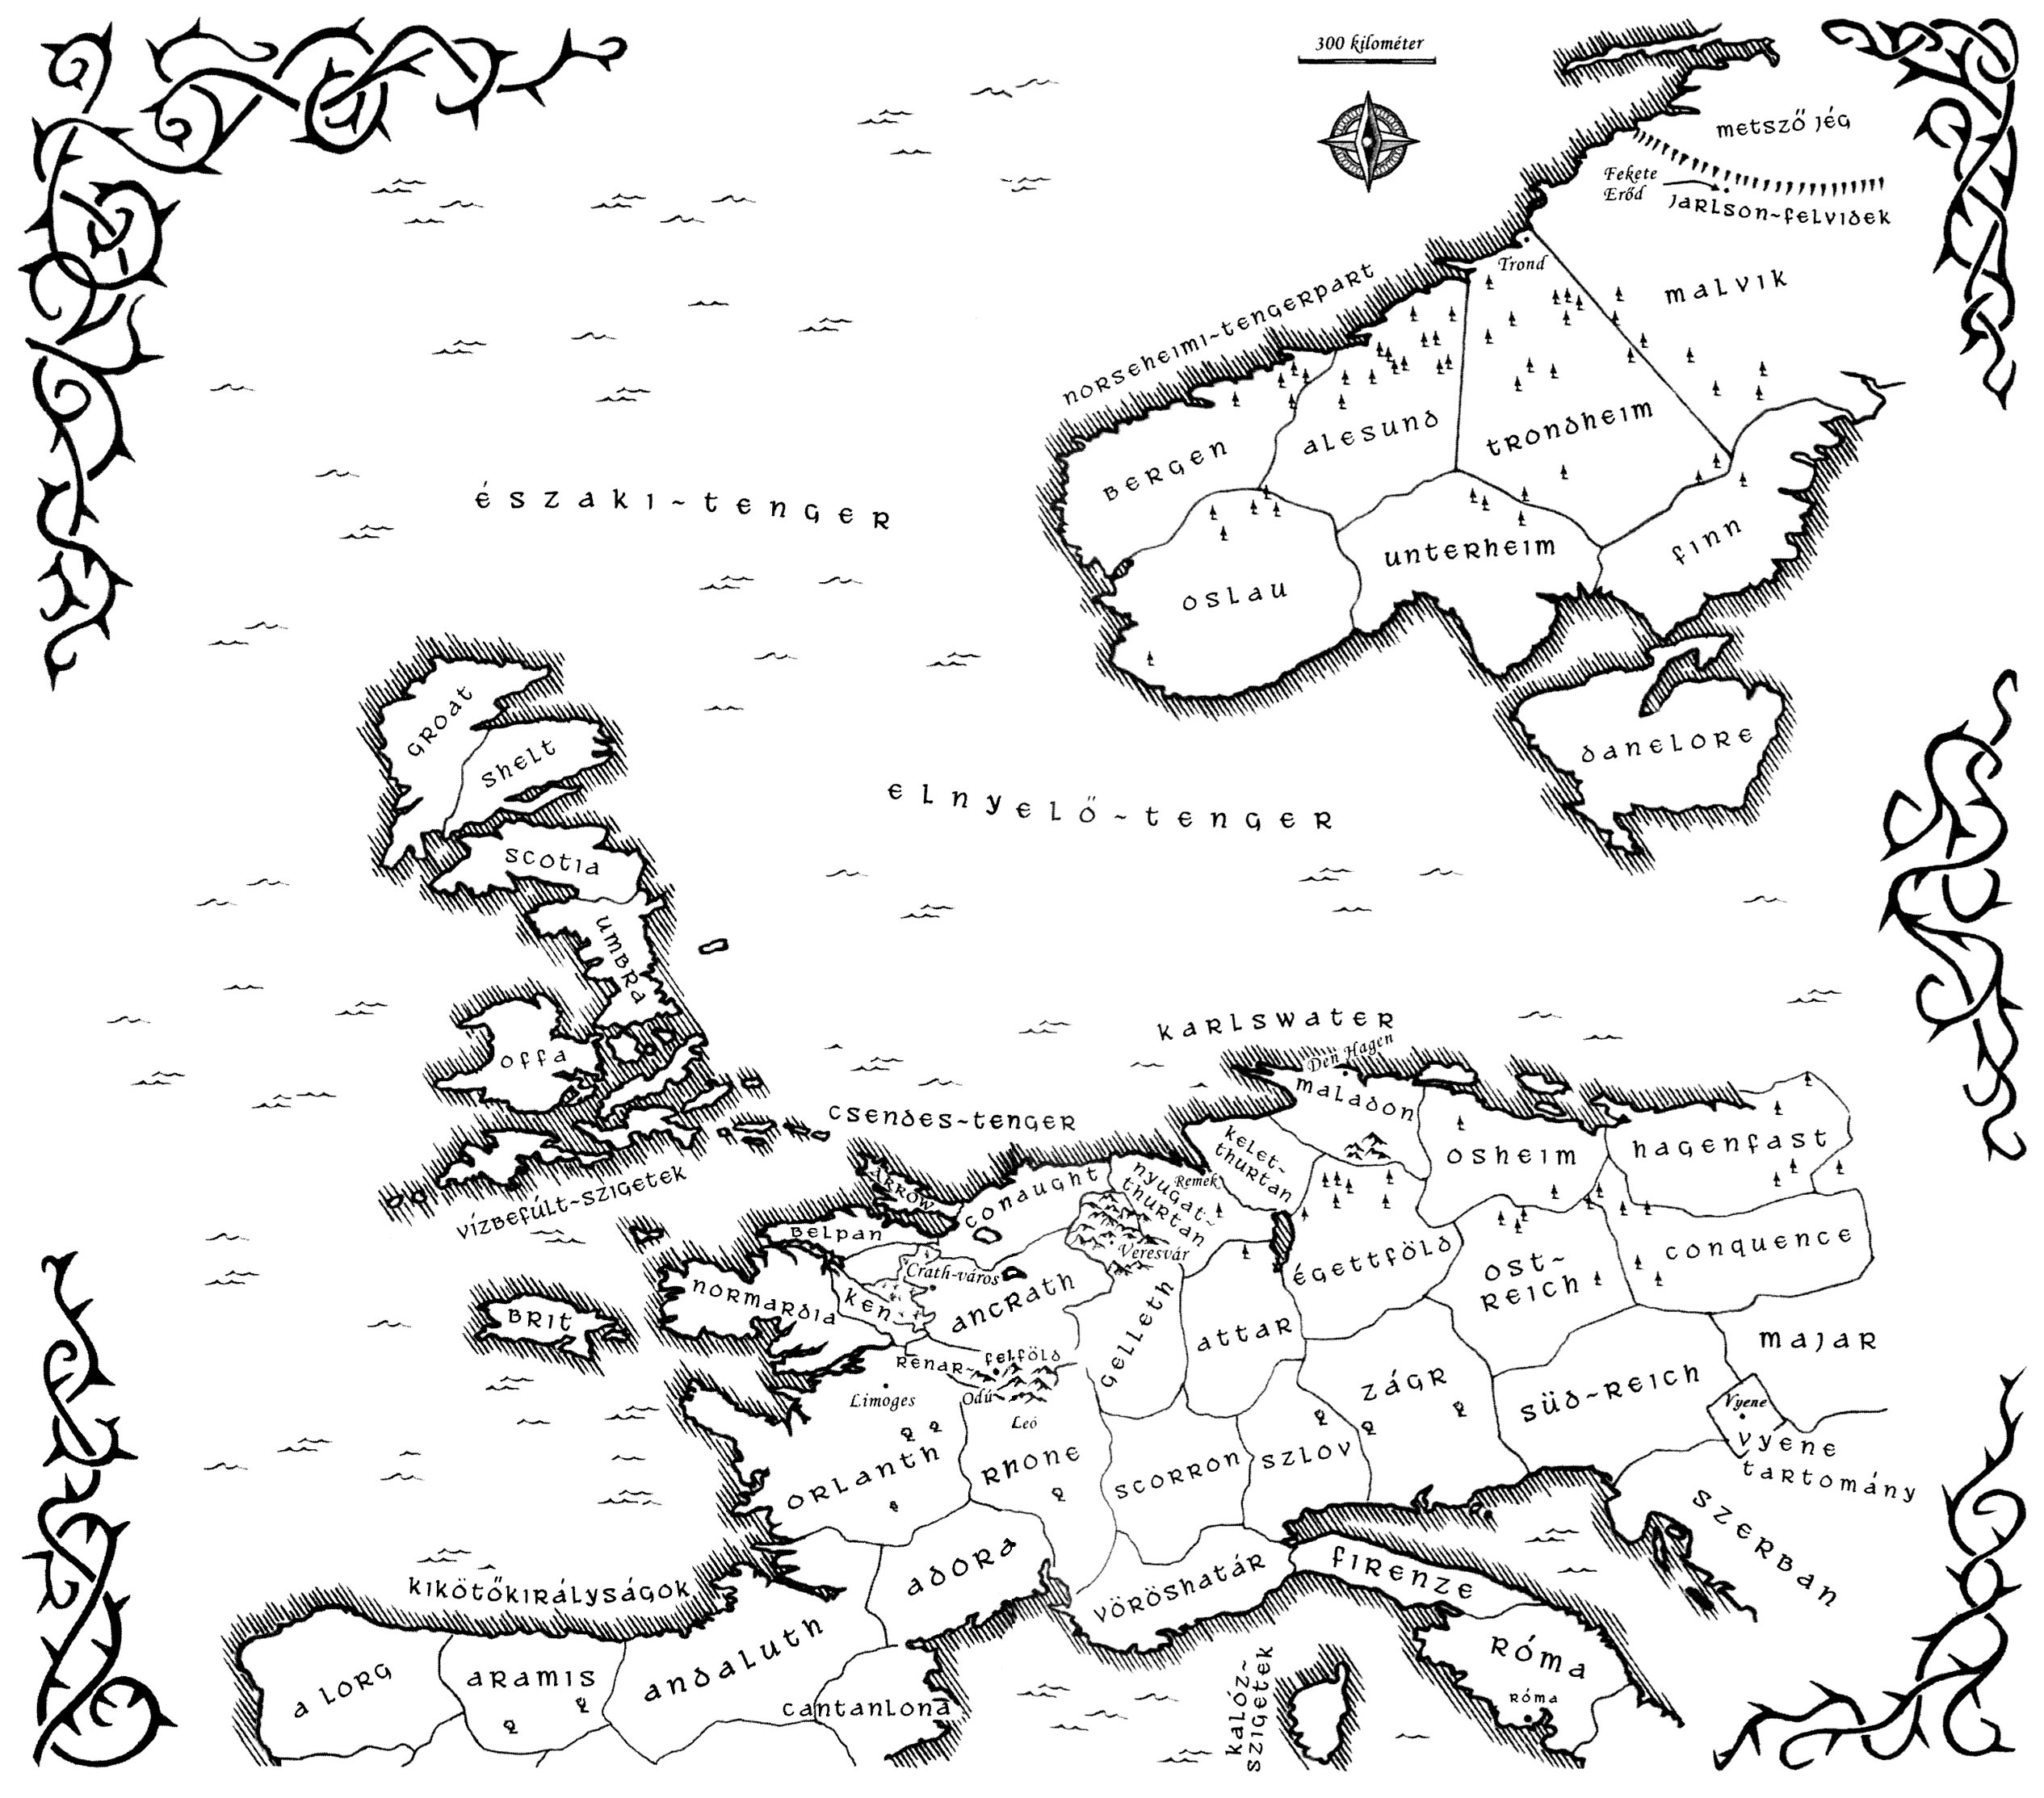 300 kilométer
metsző jég
Fekete
Erőd
jarlson~felvidék
Trond
malvik
norseheimi~tengerpart
bergen
alesund
trondheim
északi~tenger
unterheim
finn
oslau
groat
shelt
danelore
elnyelő~tenger
scotia
umbra
offa
karlswater
Den Hagen
maladon
csendes~tenger
kelet~
thurtan
osheim
hagenfast
vízbefúlt~szigetek
Arrow
conaught
nyugat~
thurtan
Remek
belpan
Veresvár
Crath-város
égettföld
ost~
reich
conquence
normardia
ken
ancrath
brit
gelleth
attar
majar
renar~
felföld
Limoges
Odú
Leó
zágr
süd~reich
Vyene
vyene
tartomány
orlanth
rhone
scorron
szlov
szerban
adora
vöröshatár
firenze
kikötőkirályságok
a lorg
aramis
andaluth
cantanlona
kalóz~
szigetek
róma
róma